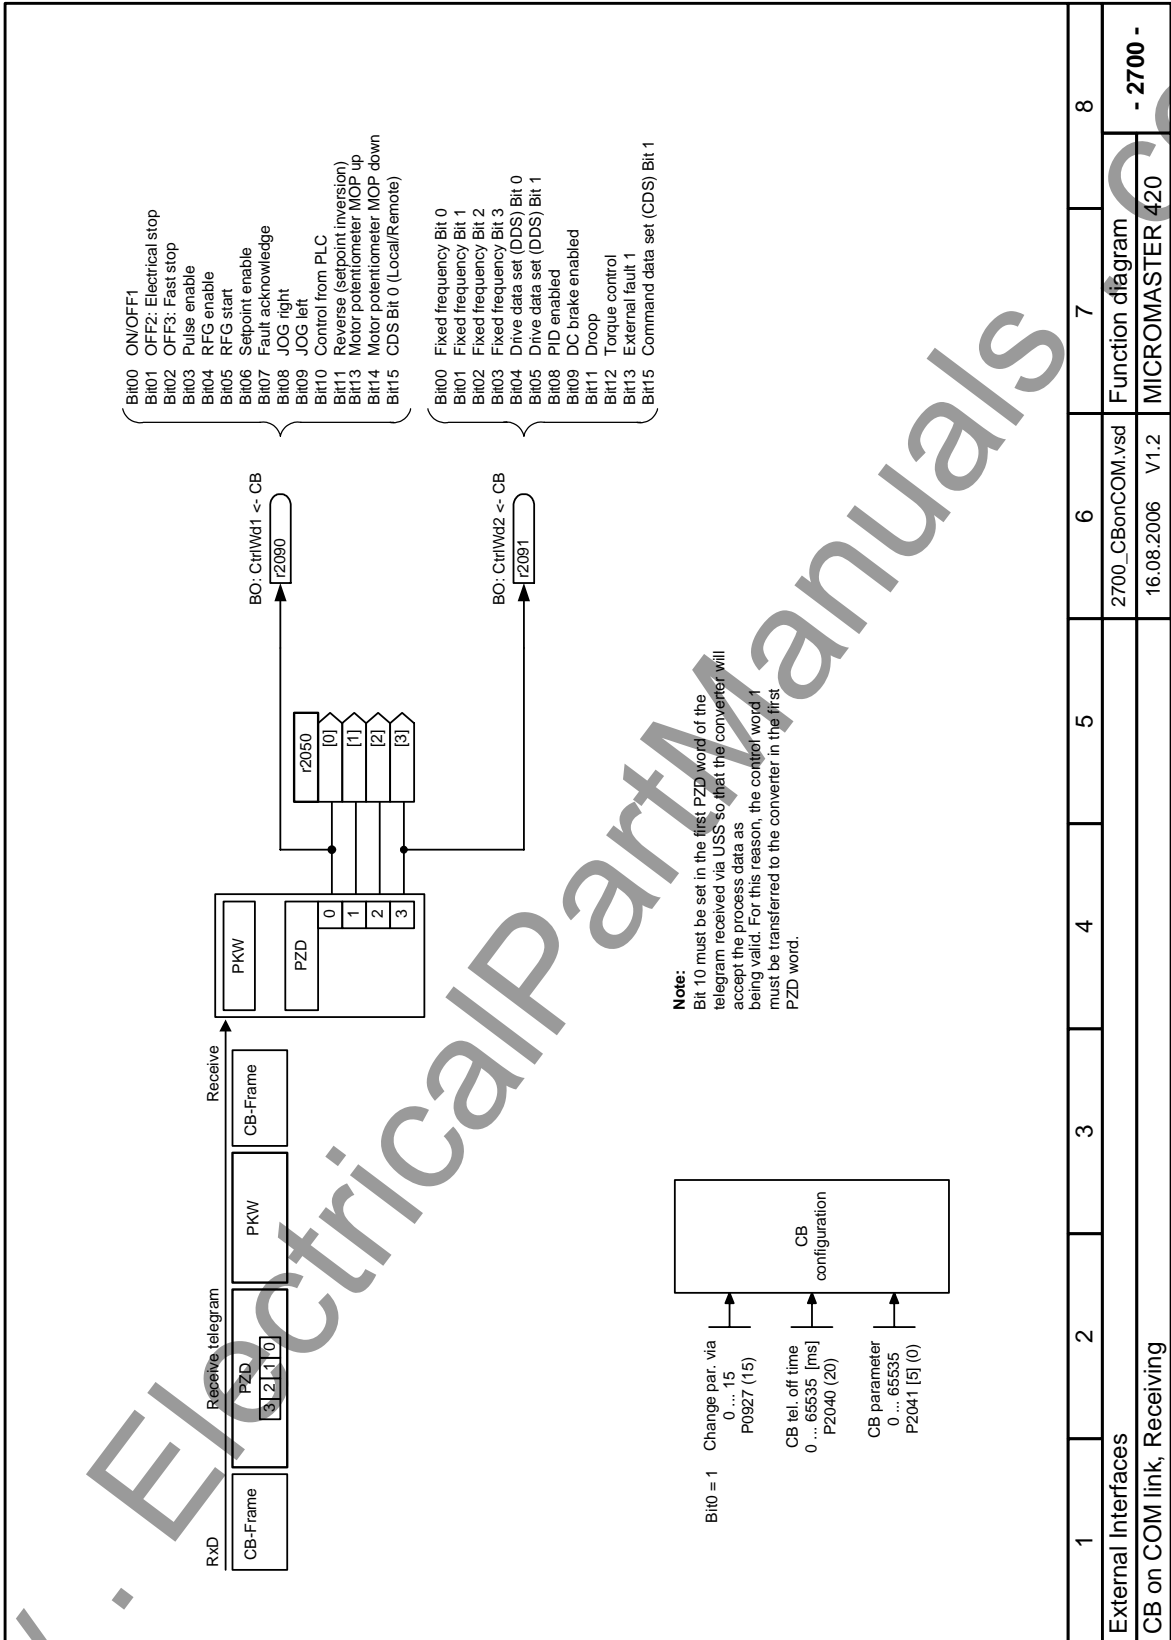 RxD
Receive telegram
Receive
CB-Frame
PZD
3 2 1 0
PKW
CB-Frame
PKW
PZD
0
1
2
3
r2050
[0]
[1]
[2]
[3]
BO: CtrlWd1 <- CB
r2090
BO: CtrlWd2 <- CB
r2091
Bit00 ON/OFF1
Bit01 OFF2: Electrical stop
Bit02 OFF3: Fast stop
Bit03 Pulse enable
Bit04 RFG enable
Bit05 RFG start
Bit06 Setpoint enable
Bit07 Fault acknowledge
Bit08 JOG right
Bit09 JOG left
Bit10 Control from PLC
Bit11 Reverse (setpoint inversion)
Bit13 Motor potentiometer MOP up
Bit14 Motor potentiometer MOP down
Bit15 CDS Bit 0 (Local/Remote)
Bit00 Fixed frequency Bit 0
Bit01 Fixed frequency Bit 1
Bit02 Fixed frequency Bit 2
Bit03 Fixed frequency Bit 3
Bit04 Drive data set (DDS) Bit 0
Bit05 Drive data set (DDS) Bit 1
Bit08 PID enabled
Bit09 DC brake enabled
Bit11 Droop
Bit12 Torque control
Bit13 External fault 1
Bit15 Command data set (CDS) Bit 1
Bit0 = 1 Change par. via
0 ... 15
P0927 (15)
CB tel. off time
0 ... 65535 [ms]
P2040 (20)
CB parameter
0 ... 65535
P2041 [5] (0)
CB
configuration
Note:
Bit 10 must be set in the first PZD word of the
telegram received via USS so that the converter will
accept the process data as
being valid. For this reason, the control word 1
must be transferred to the converter in the first
PZD word.
1 2 3 4 5 6 7 8
External Interfaces
2700_CBonCOM.vsd
Function diagram
- 2700 -
CB on COM link, Receiving
16.08.2006 V1.2
MICROMASTER 420
. ElectricalPartManuals . c